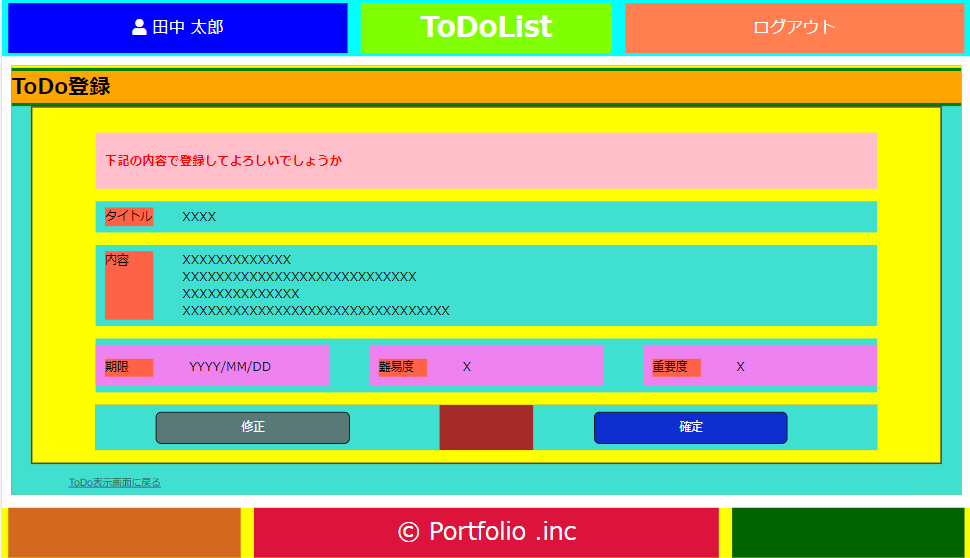 田中 太郎
ToDoList
ログアウト
ToDo登録
下記の内容で登録してよろしいでしょうか
タイトル XXXX
内容 XXXXXXXXXXXXX
XXXXXXXXXXXXXXXXXXXXXXXXXXXX
XXXXXXXXXXXXXX
XXXXXXXXXXXXXXXXXXXXXXXXXXXXXXXX
期限 YYYY/MM/DD 難易度 X 重要度 X
修正 確定
ToDo表示画面に戻る
© Portfolio .inc